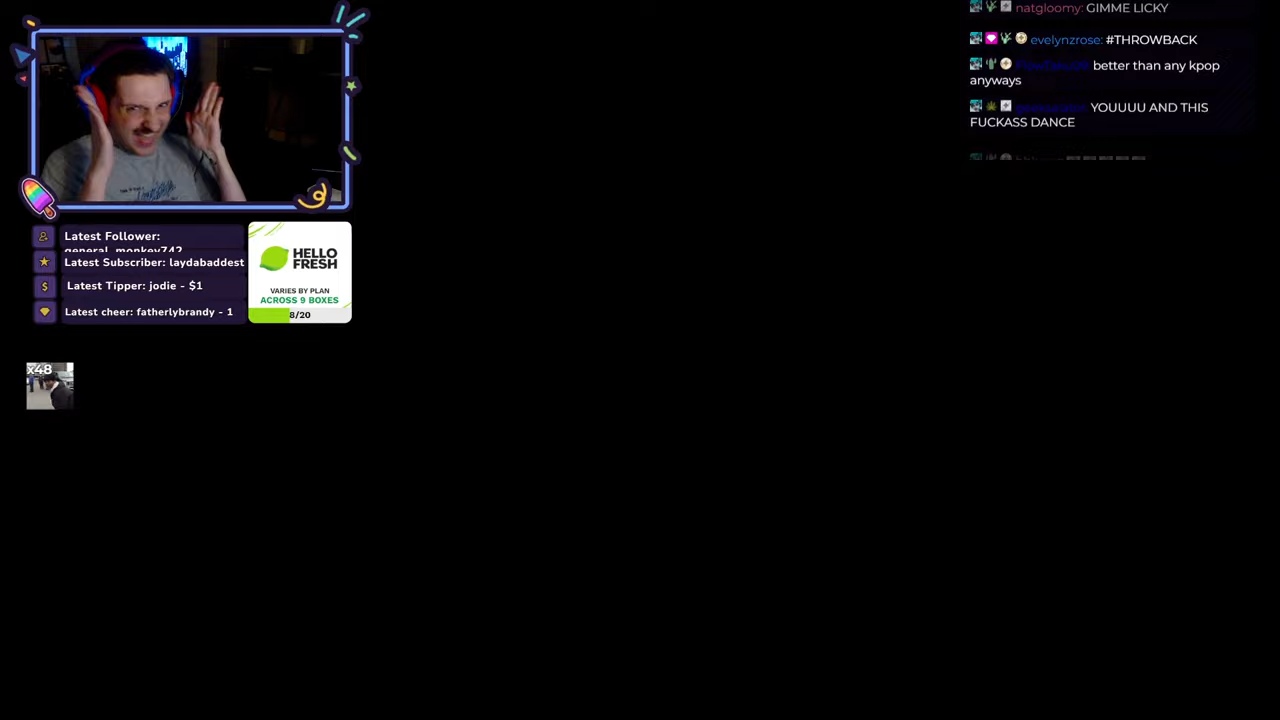 natgloomy: GIMME LICKY
evelynzrose: #THROWBACK
better than any kpop
anyways
YOUUUU AND THIS
FUCKASS DANCE
Latest Follower:
general_monkey742
Latest Subscriber: laydabaddest
Latest Tipper: jodie - $1
Latest cheer: fatherlybrandy - 1
HELLO
FRESH
VARIES BY PLAN
ACROSS 9 BOXES
8/20
x48